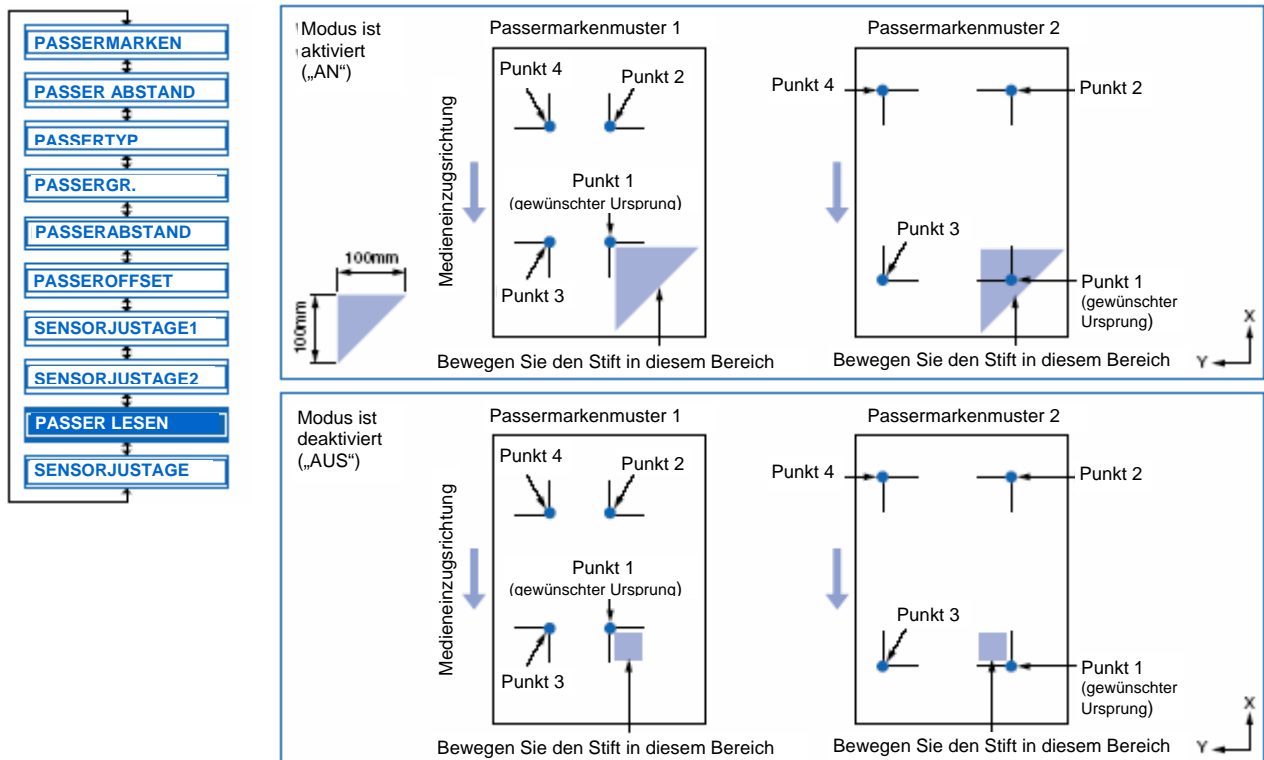 PASSERMARKEN
PASSER ABSTAND
PASSERTYP
PASSERGR.
PASSERABSTAND
PASSEROFFSET
SENSORJUSTAGE1
SENSORJUSTAGE2
PASSER LESEN
SENSORJUSTAGE
Modus ist
aktiviert
(„AN“)
100mm
100mm
Passermarkenmuster 1
Medieneinzugsrichtung
Punkt 4
Punkt 2
Punkt 1
(gewünschter Ursprung)
Punkt 3
Bewegen Sie den Stift in diesem Bereich
Passermarkenmuster 2
Punkt 4
Punkt 2
Punkt 3
Punkt 1
(gewünschter
Ursprung)
Bewegen Sie den Stift in diesem Bereich
X
Y
Modus ist
deaktiviert
(„AUS“)
Passermarkenmuster 1
Medieneinzugsrichtung
Punkt 4
Punkt 2
Punkt 1
(gewünschter Ursprung)
Punkt 3
Bewegen Sie den Stift in diesem Bereich
Passermarkenmuster 2
Punkt 4
Punkt 2
Punkt 3
Punkt 1
(gewünschter
Ursprung)
Bewegen Sie den Stift in diesem Bereich
X
Y